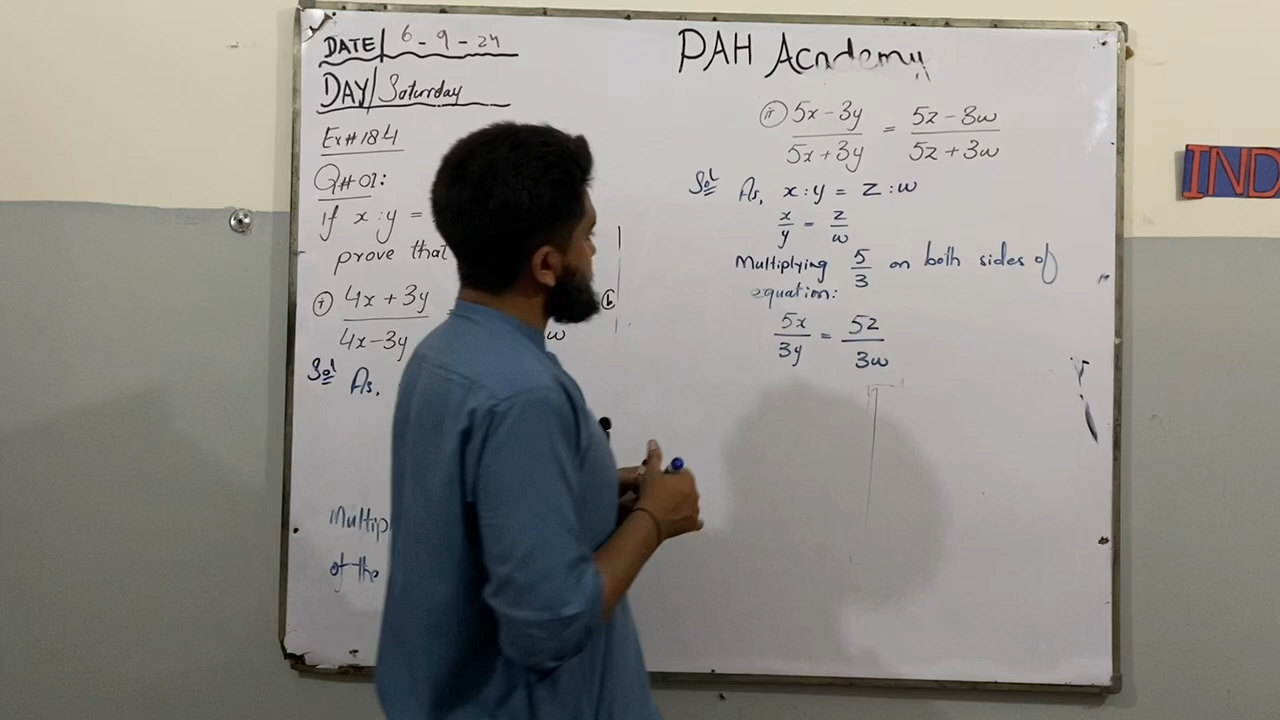 DATE/ 6-9-24
DAY/ Saturday
Ex#18.4
Q#01:
If x:y =
prove that
(i) 4x+3y / 4x-3y =
w
Sol As,
Multip
of the
PAH Academy
(ii) 5x-3y / 5x+3y = 5z-3w / 5z+3w
Sol As, x:y = z:w
x/y = z/w
Multiplying 5/3 on both sides of
equation:
5x/3y = 5z/3w
IND